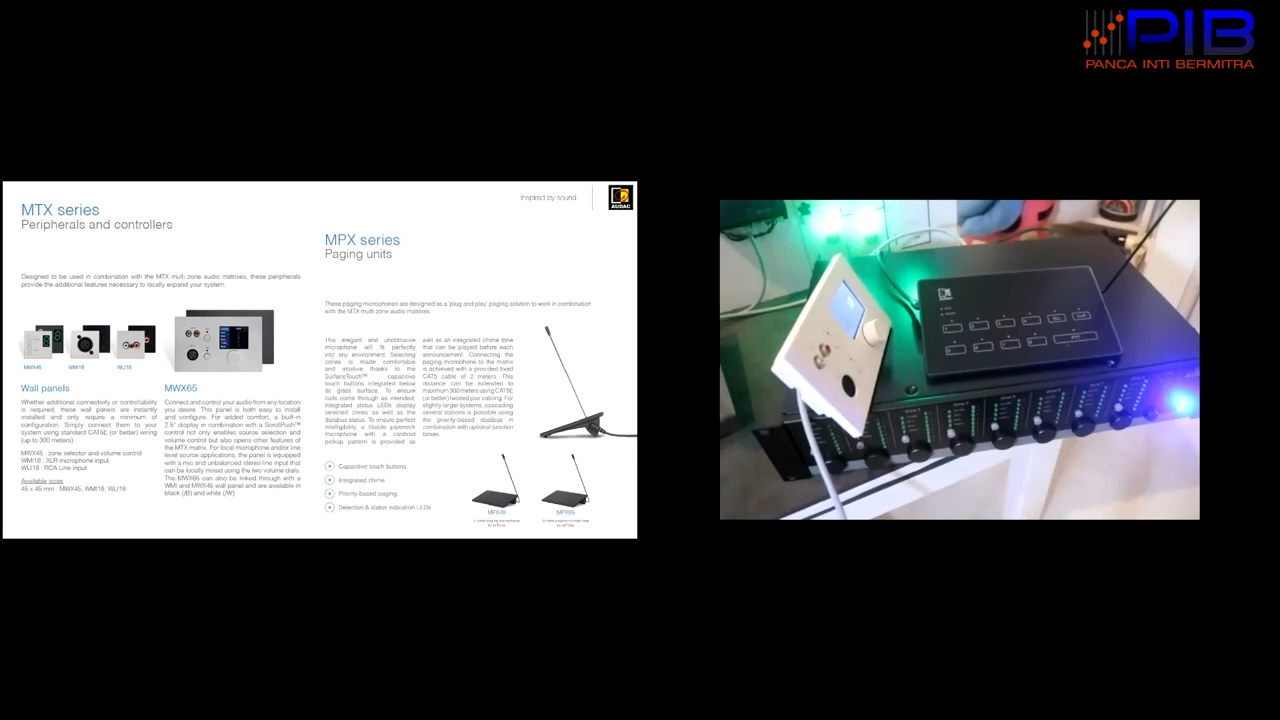 PIB
PANCA INTI BERMITRA
Inspired by sound
AUDAC
MTX series
Peripherals and controllers
Designed to be used in combination with the MTX multi zone audio matrixes, these peripherals
provide the additional features necessary to locally expand your system.
MWX45
WMI18
WLI18
Wall panels
Whether additional connectivity or controllability
is required, these wall panels are instantly
installed and only require a minimum of
configuration. Simply connect them to your
system using standard CAT5E (or better) wiring
(up to 300 meters).
MWX45 : zone selector and volume control
WMI18 : XLR microphone input
WLI18 : RCA Line input
Available sizes
45 x 45 mm : MWX45, WMI18, WLI18
MWX65
Connect and control your audio from any location
you desire. This panel is both easy to install
and configure. For added comfort, a built-in
2.5" display in combination with a ScrollPush™
control not only enables source selection and
volume control but also opens other features of
the MTX matrix. For local microphone and/or line
level source applications, the panel is equipped
with a mic and unbalanced stereo line input that
can be locally mixed using the two volume dials.
The MWX65 can also be linked through with a
WMI and MWX45 wall panel and are available in
black (/B) and white (/W).
MPX series
Paging units
These paging microphones are designed as a 'plug and play' paging solution to work in combination
with the MTX multi zone audio matrixes.
This elegant and unobtrusive
microphone will fit perfectly
into any environment. Selecting
zones is made comfortable
and intuitive thanks to the
SurfaceTouch™ capacitive
touch buttons integrated below
its glass surface. To ensure
calls come through as intended,
integrated status LEDs display
selected zones as well as the
databus status. To ensure perfect
intelligibility, a fitable
microphone with a cardioid
pickup pattern is provided as
well as an integrated chime tone
that can be played before each
announcement. Connecting the
paging microphone to the matrix
is achieved with a provided fixed
CAT5 cable of 2 meters. This
distance can be extended to
maximum 300 meters using CAT5E
(or better) twisted pair cabling. For
slightly larger systems, cascading
several stations is possible using
the priority-based databus in
combination with optional junction
boxes.
Capacitive touch buttons
Integrated chime
Priority-based paging
Selection & status indication LEDs
MPX48
MPX88